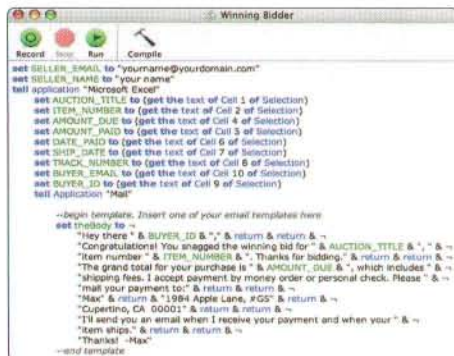 Winning Bidder
Record Stop Run Compile
set SELLER_EMAIL to "yourname@yourdomain.com"
set SELLER_NAME to "your name"
tell application "Microsoft Excel"
set AUCTION_TITLE to (get the text of Cell 1 of Selection)
set ITEM_NUMBER to (get the text of Cell 2 of Selection)
set AMOUNT_DUE to (get the text of Cell 4 of Selection)
set AMOUNT_PAID to (get the text of Cell 5 of Selection)
set DATE_PAID to (get the text of Cell 6 of Selection)
set SHIP_DATE to (get the text of Cell 7 of Selection)
set TRACK_NUMBER to (get the text of Cell 8 of Selection)
set BUYER_EMAIL to (get the text of Cell 10 of Selection)
set BUYER_ID to (get the text of Cell 9 of Selection)
tell Application "Mail"
--begin template. Insert one of your email templates here
set theBody to ¬
"Hey there " & BUYER_ID & "," & return & return & ¬
"Congratulations! You snagged the winning bid for " & AUCTION_TITLE & ", " & ¬
"item number " & ITEM_NUMBER & ". Thanks for bidding." & return & return & ¬
"The grand total for your purchase is " & AMOUNT_DUE & ", which includes " & ¬
"shipping fees. I accept payment by money order or personal check. Please " & ¬
"mail your payment to:" & return & return & ¬
"Max" & return & "1984 Apple Lane, #GS" & return & ¬
"Cupertino, CA  00001" & return & return & ¬
"I'll send you an email when I receive your payment and when your " & ¬
"item ships." & return & return & ¬
"Thanks!  -Max"
--end template